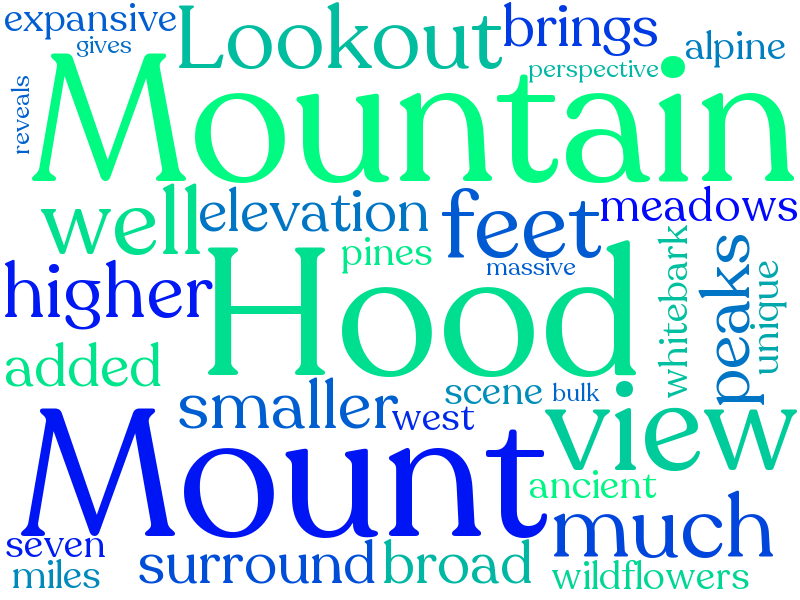 expansive
gives
Lookout
brings
perspective
alpine
reveals
Mountain
well
elevation
feet
meadows
pines
massive
higher
Hood
whitebark
peaks
unique
added
smaller
scene
bulk
west
view
Mount
ancient
seven
miles
surround
broad
much
wildflowers